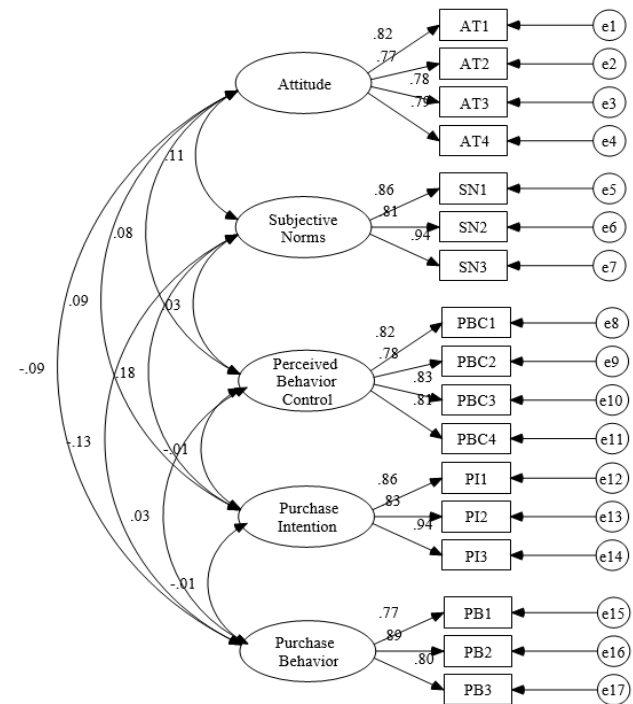 .82
AT1
e1
.77
AT2
e2
Attitude
.78
AT3
e3
.79
AT4
e4
.11
.86
SN1
e5
Subjective
Norms
.81
SN2
e6
.94
SN3
e7
.08
.09
.03
.82
PBC1
e8
-.09
Perceived
Behavior
Control
.78
PBC2
e9
.18
.83
PBC3
e10
.81
PBC4
e11
-.13
-.01
.86
PI1
e12
Purchase
Intention
.83
PI2
e13
.03
.94
PI3
e14
-.01
.77
PB1
e15
Purchase
Behavior
.89
PB2
e16
.80
PB3
e17